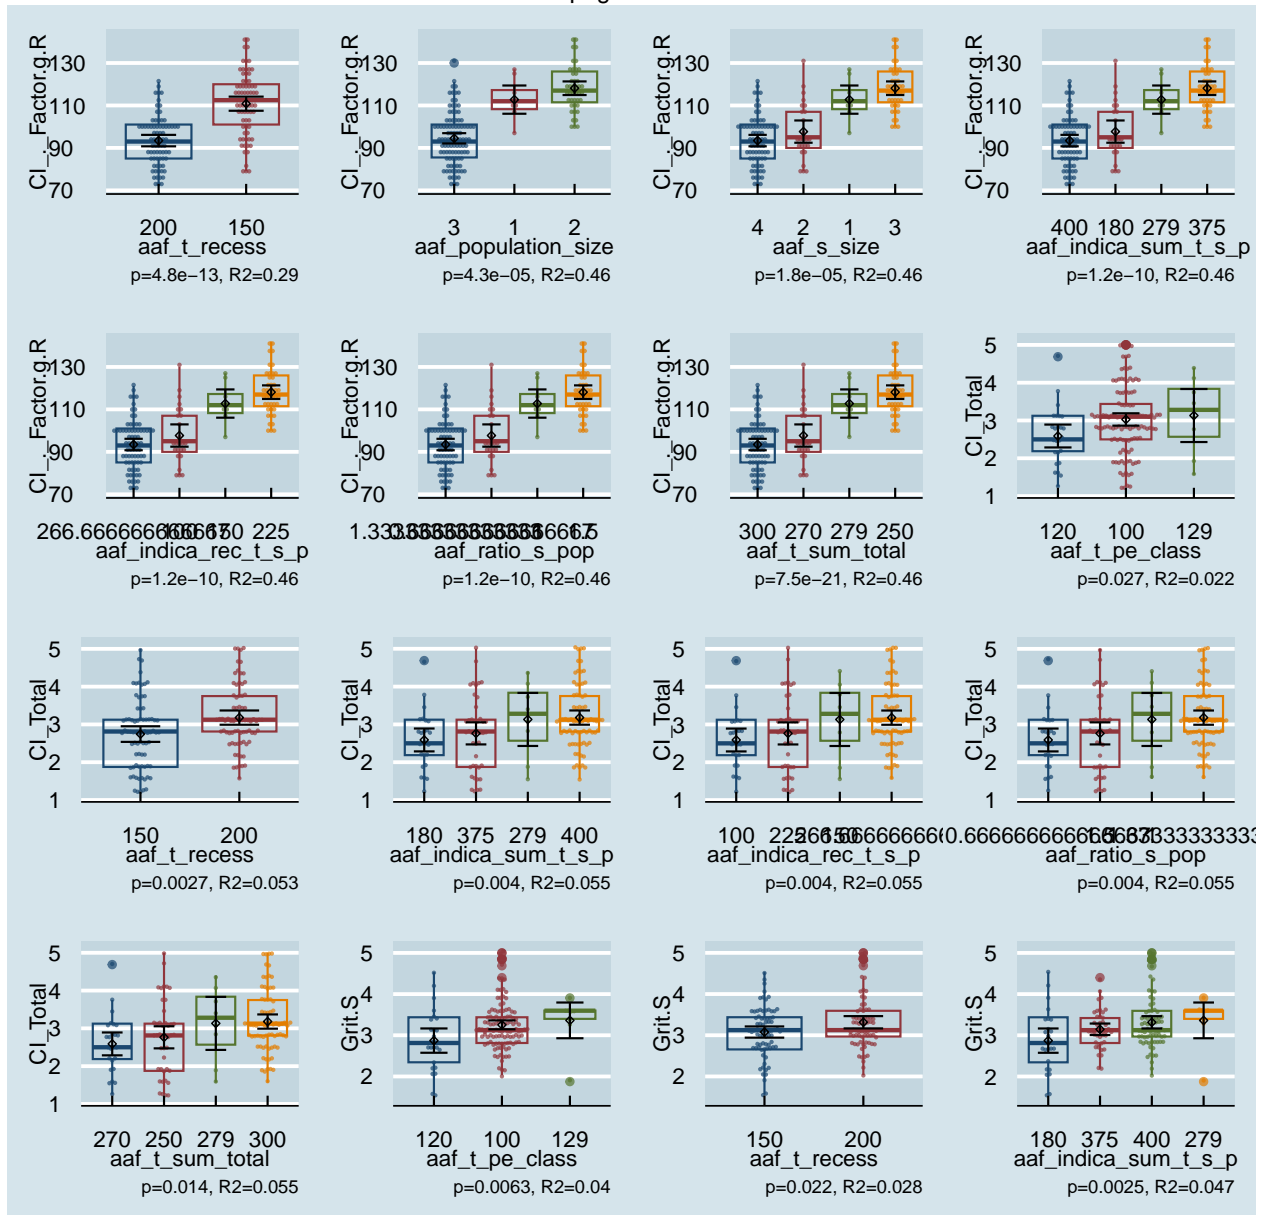 CI_.Factor.g.R
130
110
90
70
200 150
aaf_t_recess
p=4.8e−13, R2=0.29
CI_.Factor.g.R
130
110
90
70
3 1 2
aaf_population_size
p=4.3e−05, R2=0.46
CI_.Factor.g.R
130
110
90
70
4 2 1 3
aaf_s_size
p=1.8e−05, R2=0.46
CI_.Factor.g.R
130
110
90
70
400 180 279 375
aaf_indica_sum_t_s_p
p=1.2e−10, R2=0.46
CI_.Factor.g.R
130
110
90
70
150 225
aaf_indica_rec_t_s_p
p=1.2e−10, R2=0.46
CI_.Factor.g.R
130
110
90
70
aaf_ratio_s_pop
p=1.2e−10, R2=0.46
CI_.Factor.g.R
130
110
90
70
300 270 279 250
aaf_t_sum_total
p=7.5e−21, R2=0.46
CI_Total
5
4
3
2
1
120 100 129
aaf_t_pe_class
p=0.027, R2=0.022
CI_Total
5
4
3
2
1
150 200
aaf_t_recess
p=0.0027, R2=0.053
CI_Total
5
4
3
2
1
180 375 279 400
aaf_indica_sum_t_s_p
p=0.004, R2=0.055
CI_Total
5
4
3
2
1
100 225
aaf_indica_rec_t_s_p
p=0.004, R2=0.055
CI_Total
5
4
3
2
1
aaf_ratio_s_pop
p=0.004, R2=0.055
CI_Total
5
4
3
2
1
270 250 279 300
aaf_t_sum_total
p=0.014, R2=0.055
Grit.S
5
4
3
2
120 100 129
aaf_t_pe_class
p=0.0063, R2=0.04
Grit.S
5
4
3
2
150 200
aaf_t_recess
p=0.022, R2=0.028
Grit.S
5
4
3
2
180 375 400 279
aaf_indica_sum_t_s_p
p=0.0025, R2=0.047